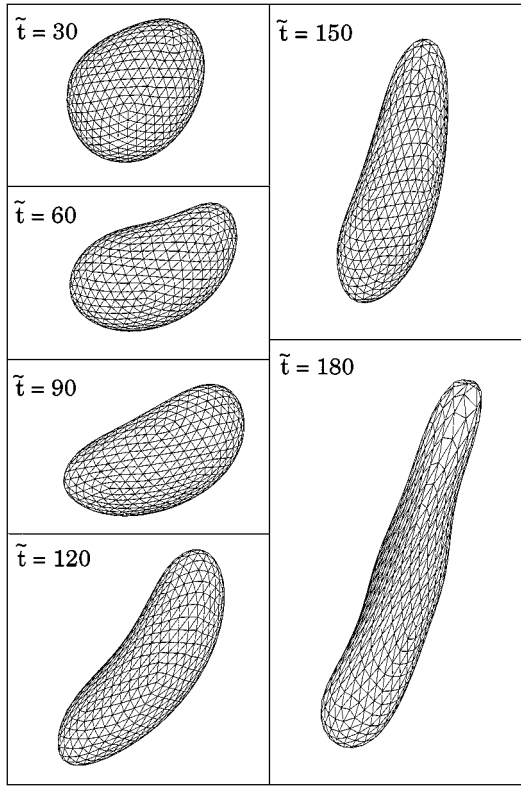 t̃ = 30
t̃ = 60
t̃ = 90
t̃ = 120
t̃ = 150
t̃ = 180